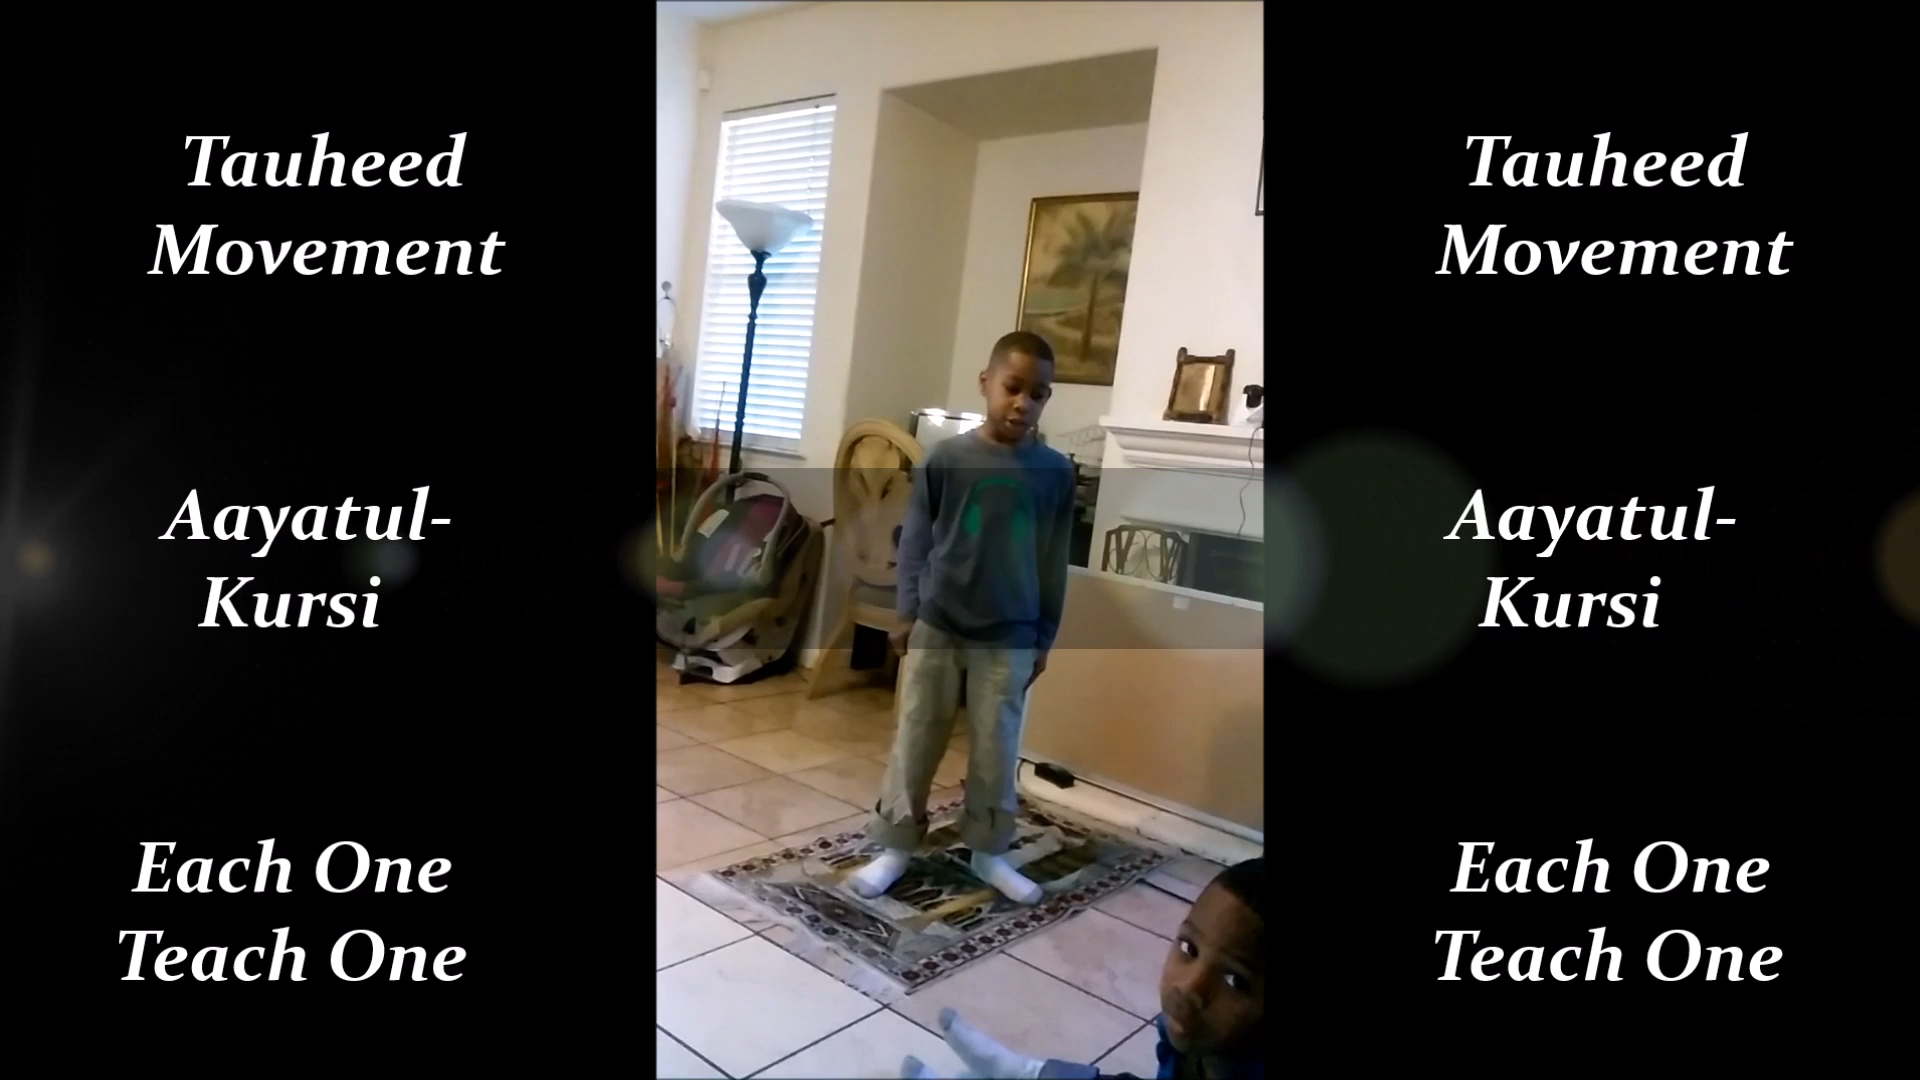 Tauheed
Movement
Aayatul-
Kursi
Each One
Teach One
Tauheed
Movement
Aayatul-
Kursi
Each One
Teach One